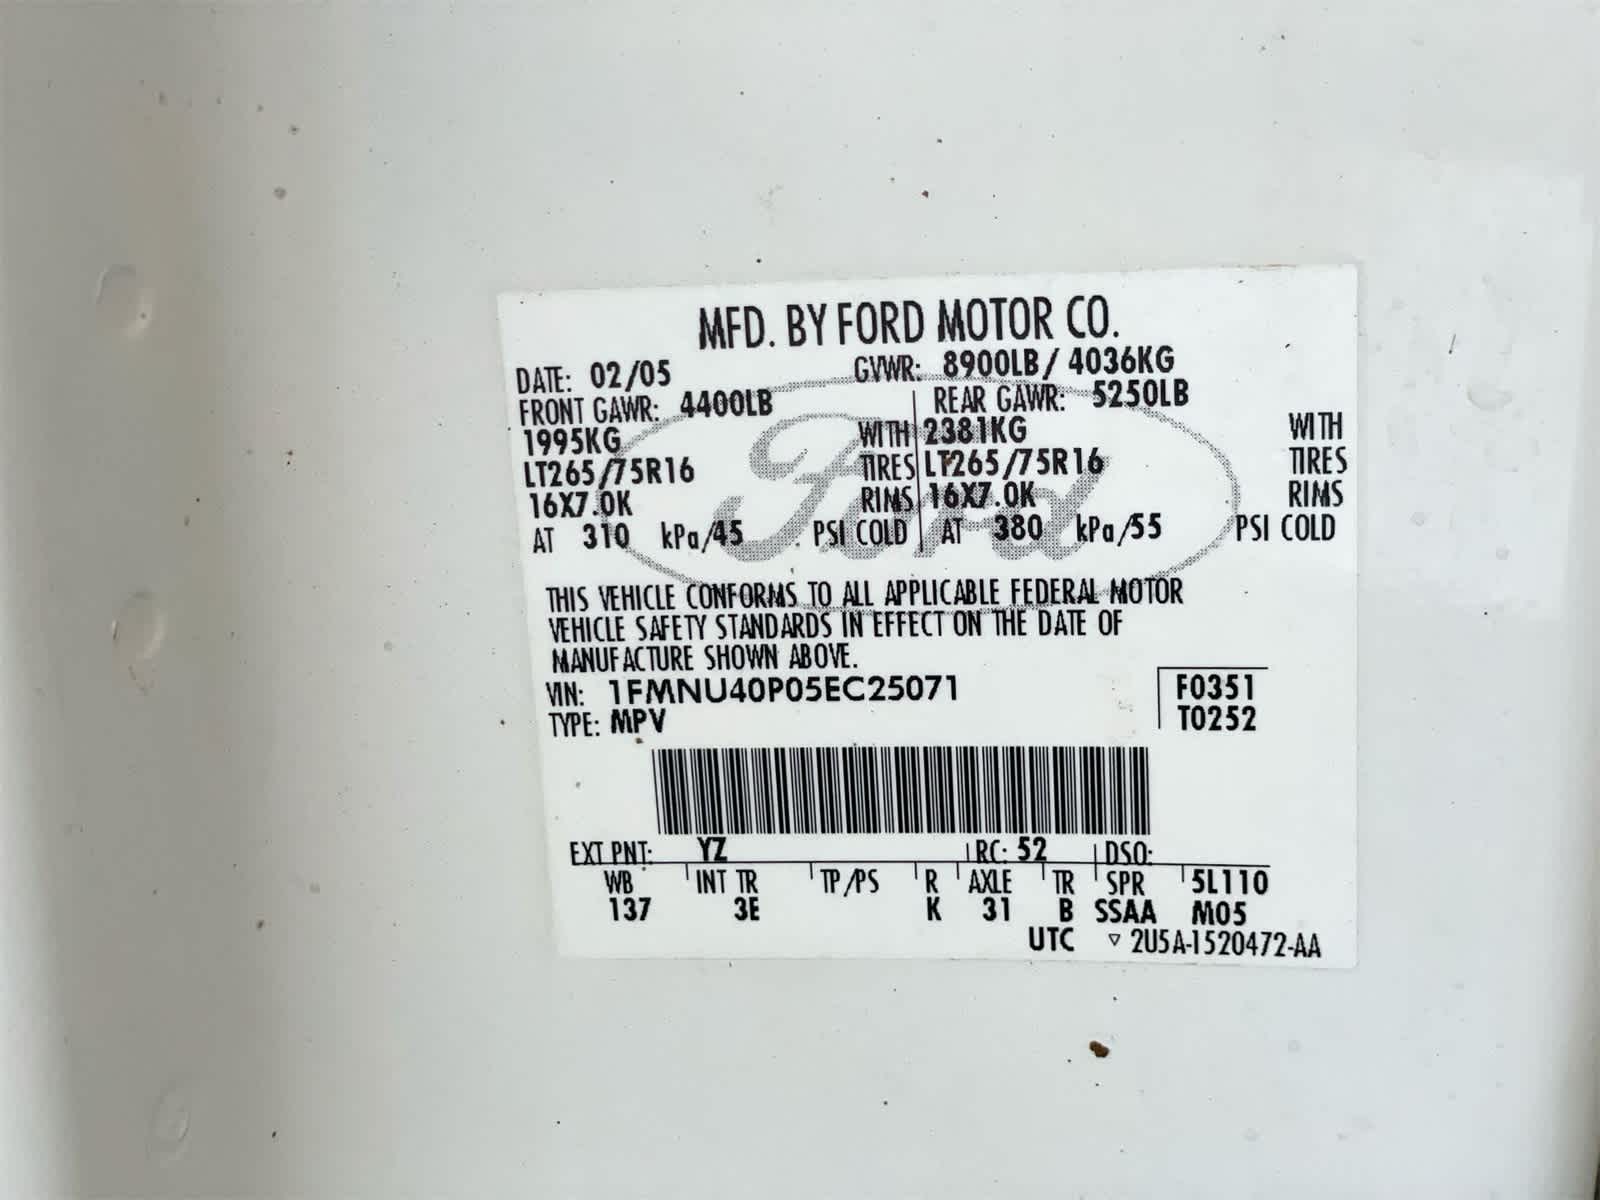 MFD. BY FORD MOTOR CO.
DATE: 02/05 GVWR: 8900LB / 4036KG
FRONT GAWR: 4400LB REAR GAWR: 5250LB
1995KG WITH 2381KG WITH
LT265/75R16 TIRES LT265/75R16 TIRES
16X7.0K RIMS 16X7.0K RIMS
AT 310 kPa/45 PSI COLD AT 380 kPa/55 PSI COLD
Ford
THIS VEHICLE CONFORMS TO ALL APPLICABLE FEDERAL MOTOR
VEHICLE SAFETY STANDARDS IN EFFECT ON THE DATE OF
MANUFACTURE SHOWN ABOVE.
VIN: 1FMNU40P05EC25071 F0351
TYPE: MPV T0252
EXT PNT: YZ RC: 52 DSO:
WB INT TR TP/PS R AXLE TR SPR 5L110
137 3E K 31 B SSAA M05
UTC ▽ 2U5A-1520472-AA